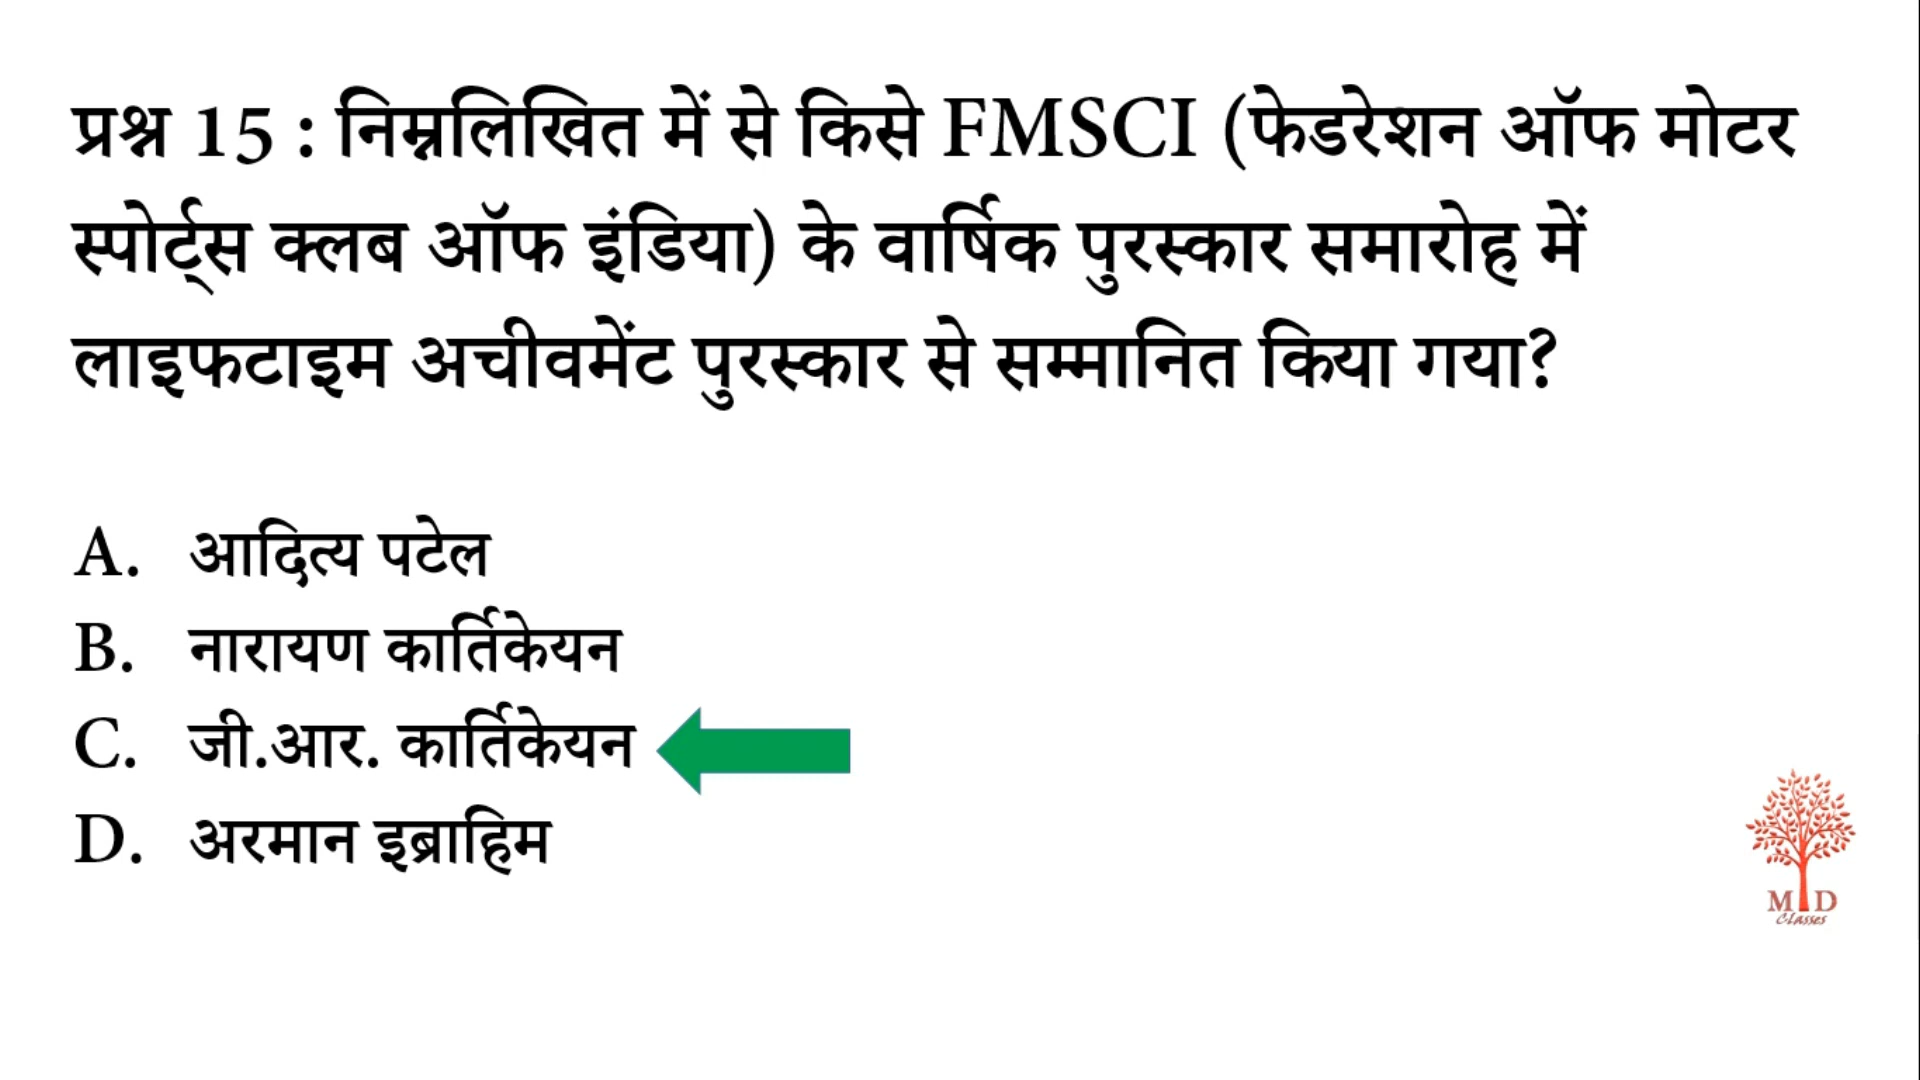 प्रश्न 15 : निम्नलिखित में से किसे FMSCI (फेडरेशन ऑफ मोटर
स्पोर्ट्स क्लब ऑफ इंडिया) के वार्षिक पुरस्कार समारोह में
लाइफटाइम अचीवमेंट पुरस्कार से सम्मानित किया गया?
A. आदित्य पटेल
B. नारायण कार्तिकेयन
C. जी.आर. कार्तिकेयन
D. अरमान इब्राहिम
M D
Classes